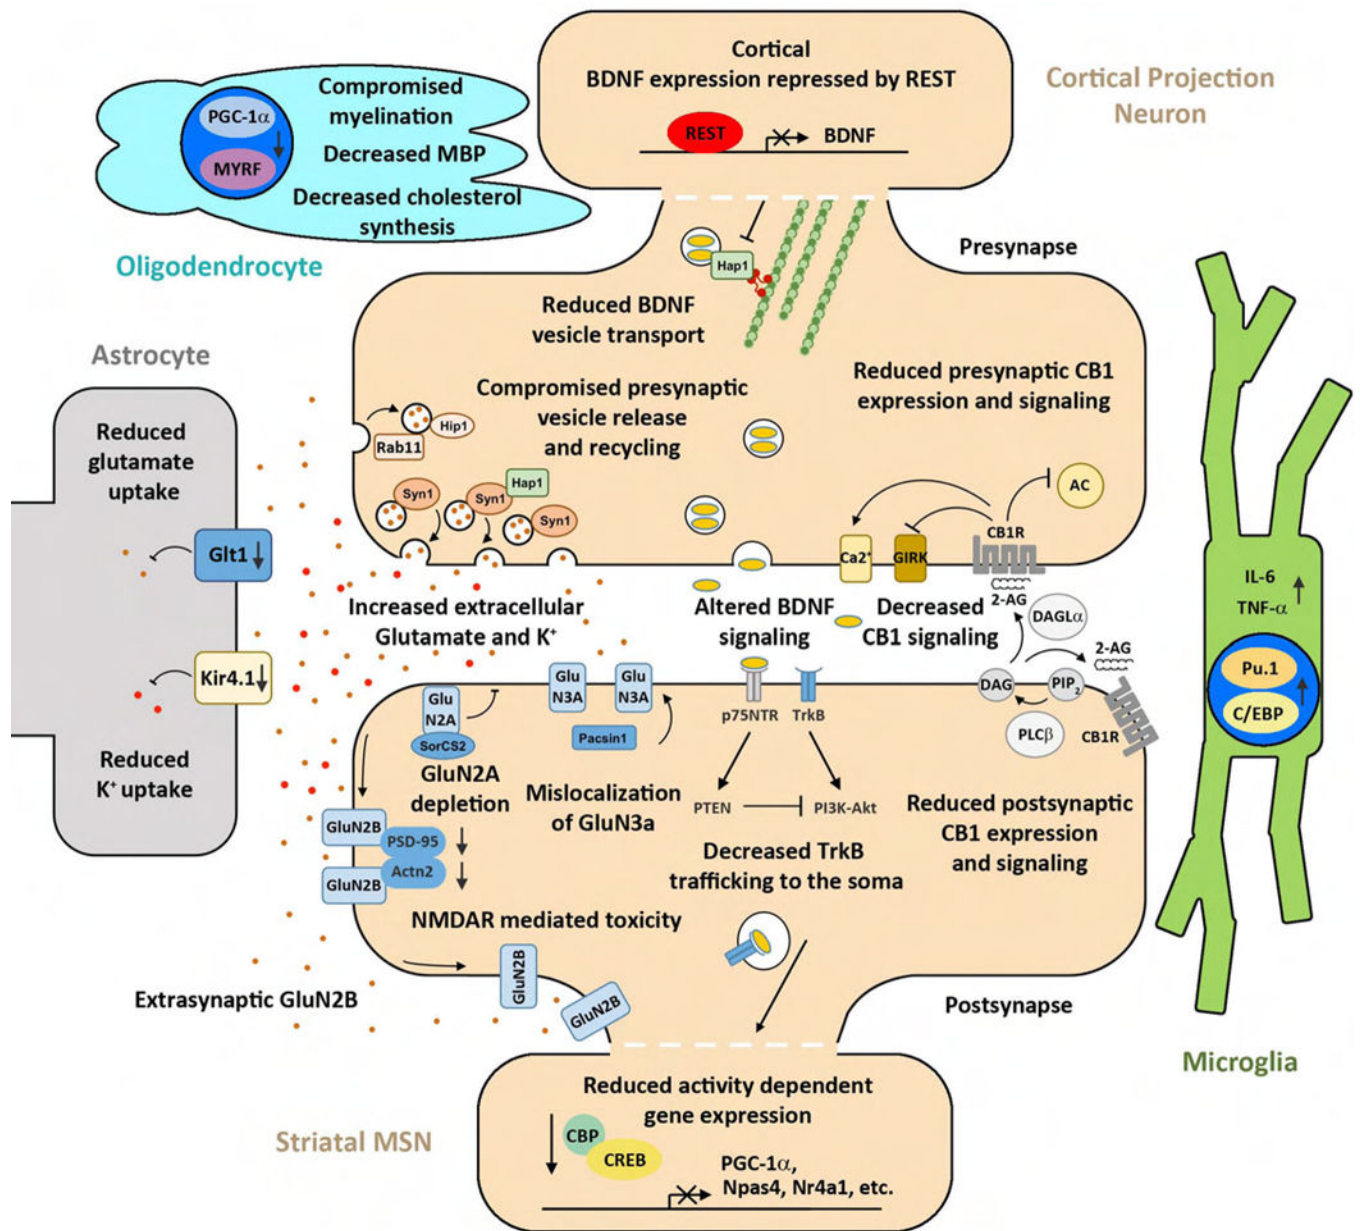 Cortical
BDNF expression repressed by REST
REST
BDNF
Cortical Projection
Neuron
PGC-1α
MYRF
Compromised
myelination
Decreased MBP
Decreased cholesterol
synthesis
Oligodendrocyte
Presynapse
Hap1
Reduced BDNF
vesicle transport
Astrocyte
Reduced presynaptic CB1
expression and signaling
Compromised presynaptic
vesicle release
and recycling
Hip1
Rab11
Reduced
glutamate
uptake
Syn1
Syn1
Hap1
Syn1
AC
CB1R
Ca2⁺
GIRK
Glt1
2-AG
DAGLα
Increased extracellular
Glutamate and K⁺
Altered BDNF
signaling
Decreased
CB1 signaling
IL-6
TNF-α
2-AG
Pu.1
C/EBP
Kir4.1
Glu
N2A
SorCS2
Glu
N3A
Glu
N3A
Pacsin1
p75NTR
TrkB
DAG
PIP₂
PLCβ
CB1R
Reduced
K⁺ uptake
GluN2A
depletion
Mislocalization
of GluN3a
PTEN
PI3K-Akt
Reduced postsynaptic
CB1 expression
and signaling
GluN2B
PSD-95
Actn2
GluN2B
Decreased TrkB
trafficking to the soma
NMDAR mediated toxicity
GluN2B
GluN2B
Extrasynaptic GluN2B
Postsynapse
Microglia
Reduced activity dependent
gene expression
Striatal MSN
CBP
CREB
PGC-1α,
Npas4, Nr4a1, etc.